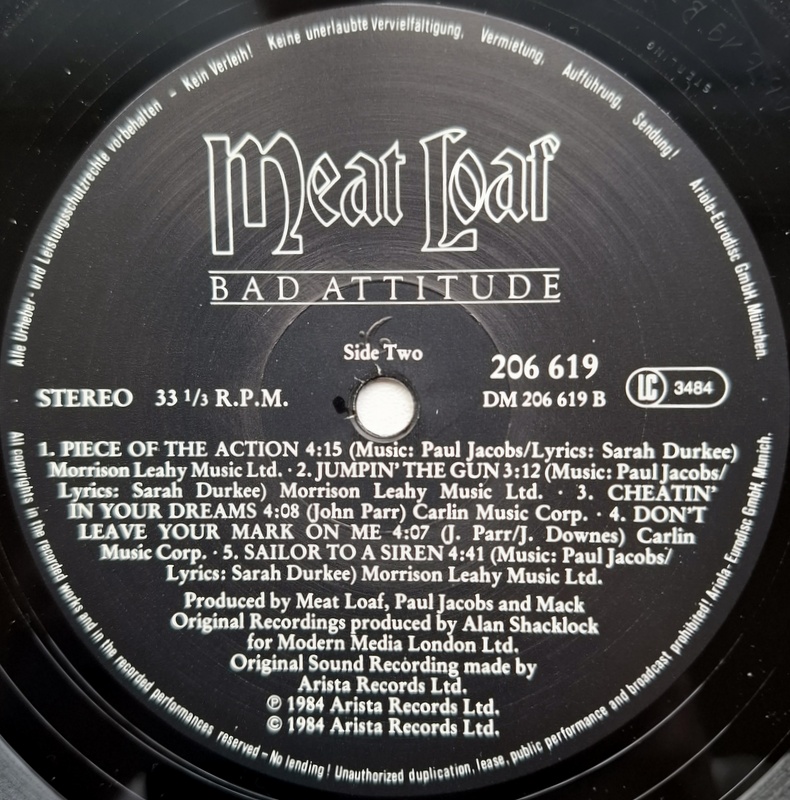 Alle Urheber- und Leistungsschutzrechte vorbehalten – Kein Verleih! Keine unerlaubte Vervielfältigung, Vermietung, Aufführung, Sendung! Ariola-Eurodisc GmbH, München.
Meat Loaf
BAD ATTITUDE
Side Two
206 619
STEREO 33 1/3 R.P.M.
DM 206 619 B
LC 3484
1. PIECE OF THE ACTION 4:15 (Music: Paul Jacobs/Lyrics: Sarah Durkee)
Morrison Leahy Music Ltd. · 2. JUMPIN' THE GUN 3:12 (Music: Paul Jacobs/
Lyrics: Sarah Durkee) Morrison Leahy Music Ltd. · 3. CHEATIN'
IN YOUR DREAMS 4:08 (John Parr) Carlin Music Corp. · 4. DON'T
LEAVE YOUR MARK ON ME 4:07 (J. Parr/J. Downes) Carlin
Music Corp. · 5. SAILOR TO A SIREN 4:41 (Music: Paul Jacobs/
Lyrics: Sarah Durkee) Morrison Leahy Music Ltd.
Produced by Meat Loaf, Paul Jacobs and Mack
Original Recordings produced by Alan Shacklock
for Modern Media London Ltd.
Original Sound Recording made by
Arista Records Ltd.
℗ 1984 Arista Records Ltd.
© 1984 Arista Records Ltd.
All copyrights in the recorded works and in the recorded performances reserved – No lending! Unauthorized duplication, lease, public performance and broadcast prohibited! Ariola-Eurodisc GmbH, Munich.